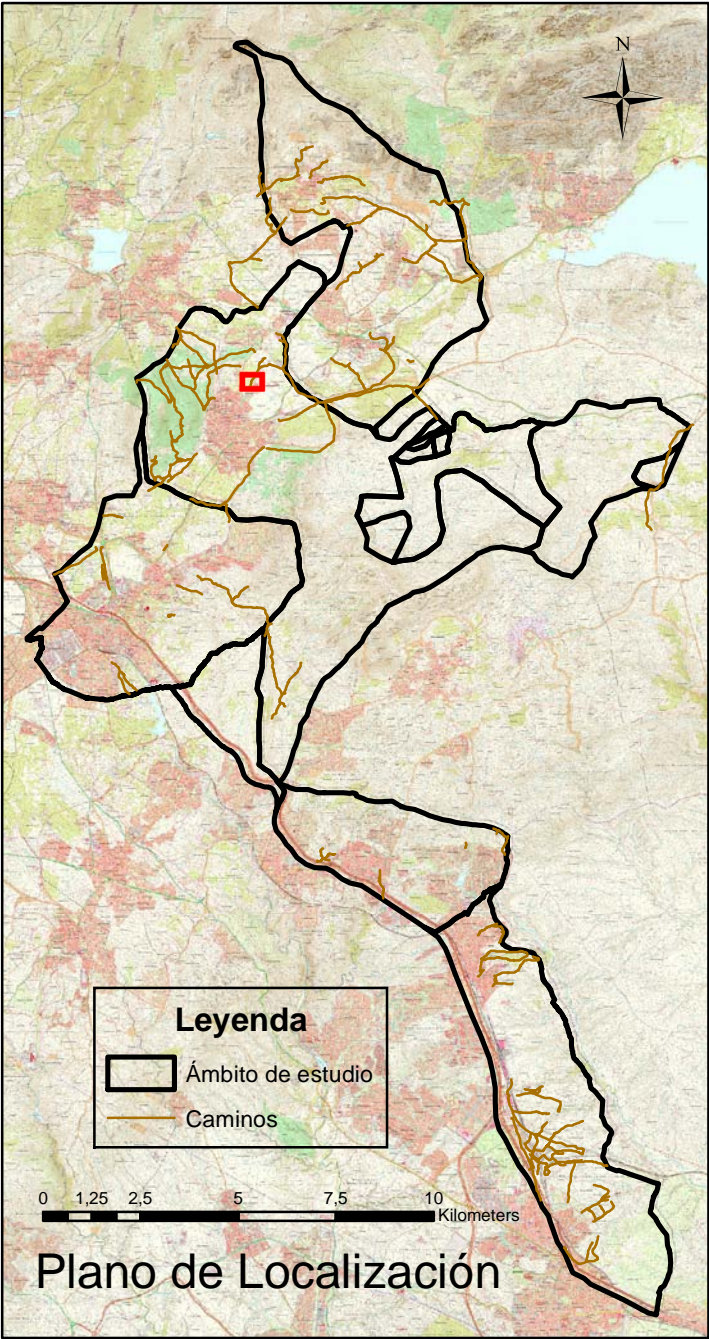 N
Leyenda
Ámbito de estudio
Caminos
0 1,25 2,5 5 7,5 10
Kilometers
Plano de Localización